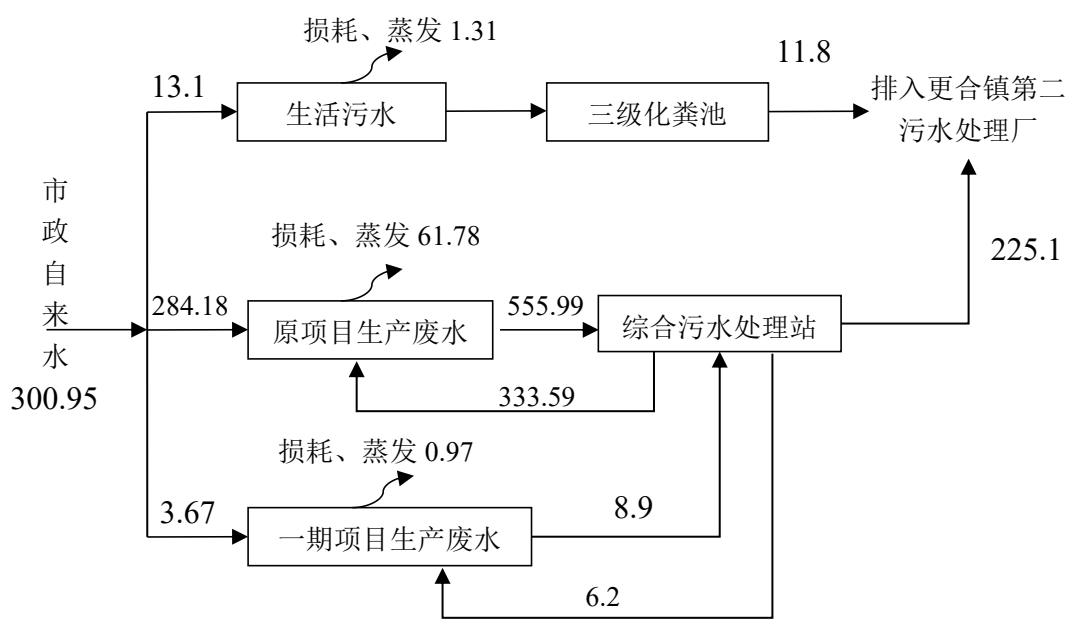 损耗、蒸发 1.31
13.1
生活污水
三级化粪池
11.8
排入更合镇第二
污水处理厂
市
政
自
来
水
300.95
损耗、蒸发 61.78
284.18
原项目生产废水
555.99
综合污水处理站
225.1
333.59
损耗、蒸发 0.97
3.67
一期项目生产废水
8.9
6.2